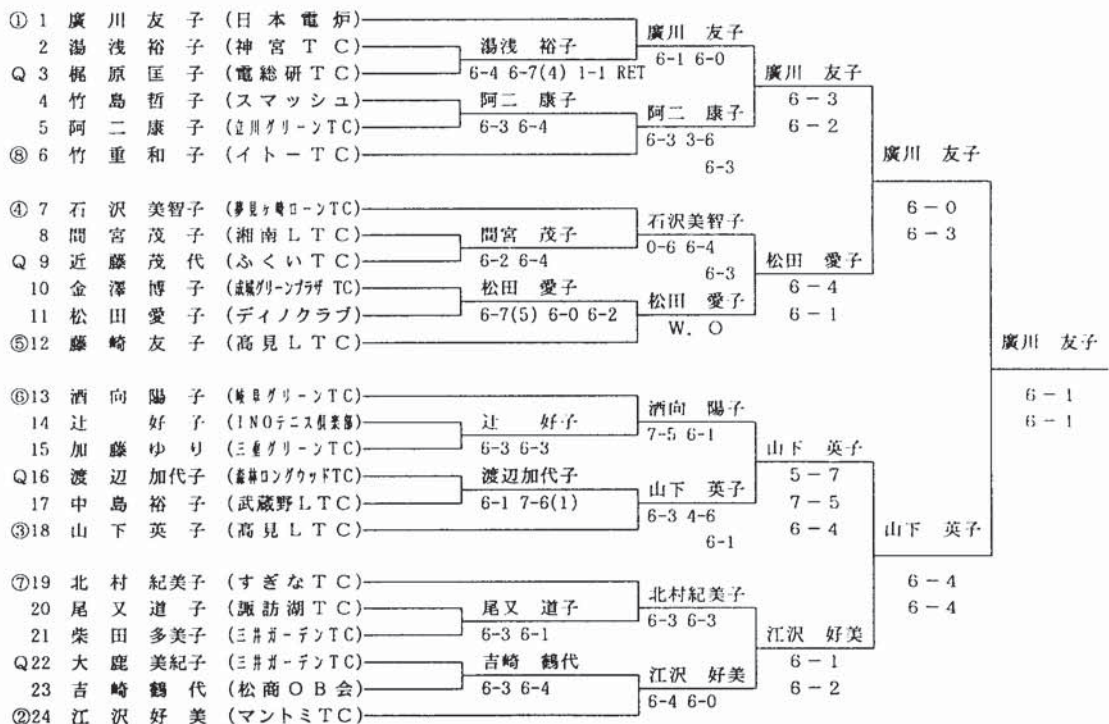 ① 1 廣川友子 (日本電炉)
2 湯浅裕子 (神宮TC)
Q 3 梶原匡子 (電総研TC)
4 竹島哲子 (スマッシュ)
5 阿二康子 (立川グリーンTC)
⑧ 6 竹重和子 (イトーTC)
④ 7 石沢美智子 (夢見ヶ崎ローンTC)
8 間宮茂子 (湘南LTC)
Q 9 近藤茂代 (ふくいTC)
10 金澤博子 (成城グリーンプラザTC)
11 松田愛子 (ディノクラブ)
⑤12 藤崎友子 (高見LTC)
⑥13 酒向陽子 (岐阜グリーンTC)
14 辻好子 (INOテニス倶楽部)
15 加藤ゆり (三重グリーンTC)
Q16 渡辺加代子 (森林ロングウッドTC)
17 中島裕子 (武蔵野LTC)
③18 山下英子 (高見LTC)
⑦19 北村紀美子 (すぎなTC)
20 尾又道子 (諏訪湖TC)
21 柴田多美子 (三井ガーデンTC)
Q22 大鹿美紀子 (三井ガーデンTC)
23 吉崎鶴代 (松商OB会)
②24 江沢好美 (マントミTC)
湯浅 裕子
6-4 6-7(4) 1-1 RET
阿二 康子
6-3 6-4
間宮 茂子
6-2 6-4
松田 愛子
6-7(5) 6-0 6-2
辻 好子
6-3 6-3
渡辺加代子
6-1 7-6(1)
尾又 道子
6-3 6-1
吉崎 鶴代
6-3 6-4
廣川 友子
6-1 6-0
阿二 康子
6-3 3-6
6-3
石沢美智子
0-6 6-4
6-3
松田 愛子
W. O
酒向 陽子
7-5 6-1
山下 英子
6-3 4-6
6-1
北村紀美子
6-3 6-3
江沢 好美
6-4 6-0
廣川 友子
6-3
6-2
松田 愛子
6-4
6-1
山下 英子
5-7
7-5
6-4
江沢 好美
6-1
6-2
廣川 友子
6-0
6-3
山下 英子
6-4
6-4
廣川 友子
6-1
6-1